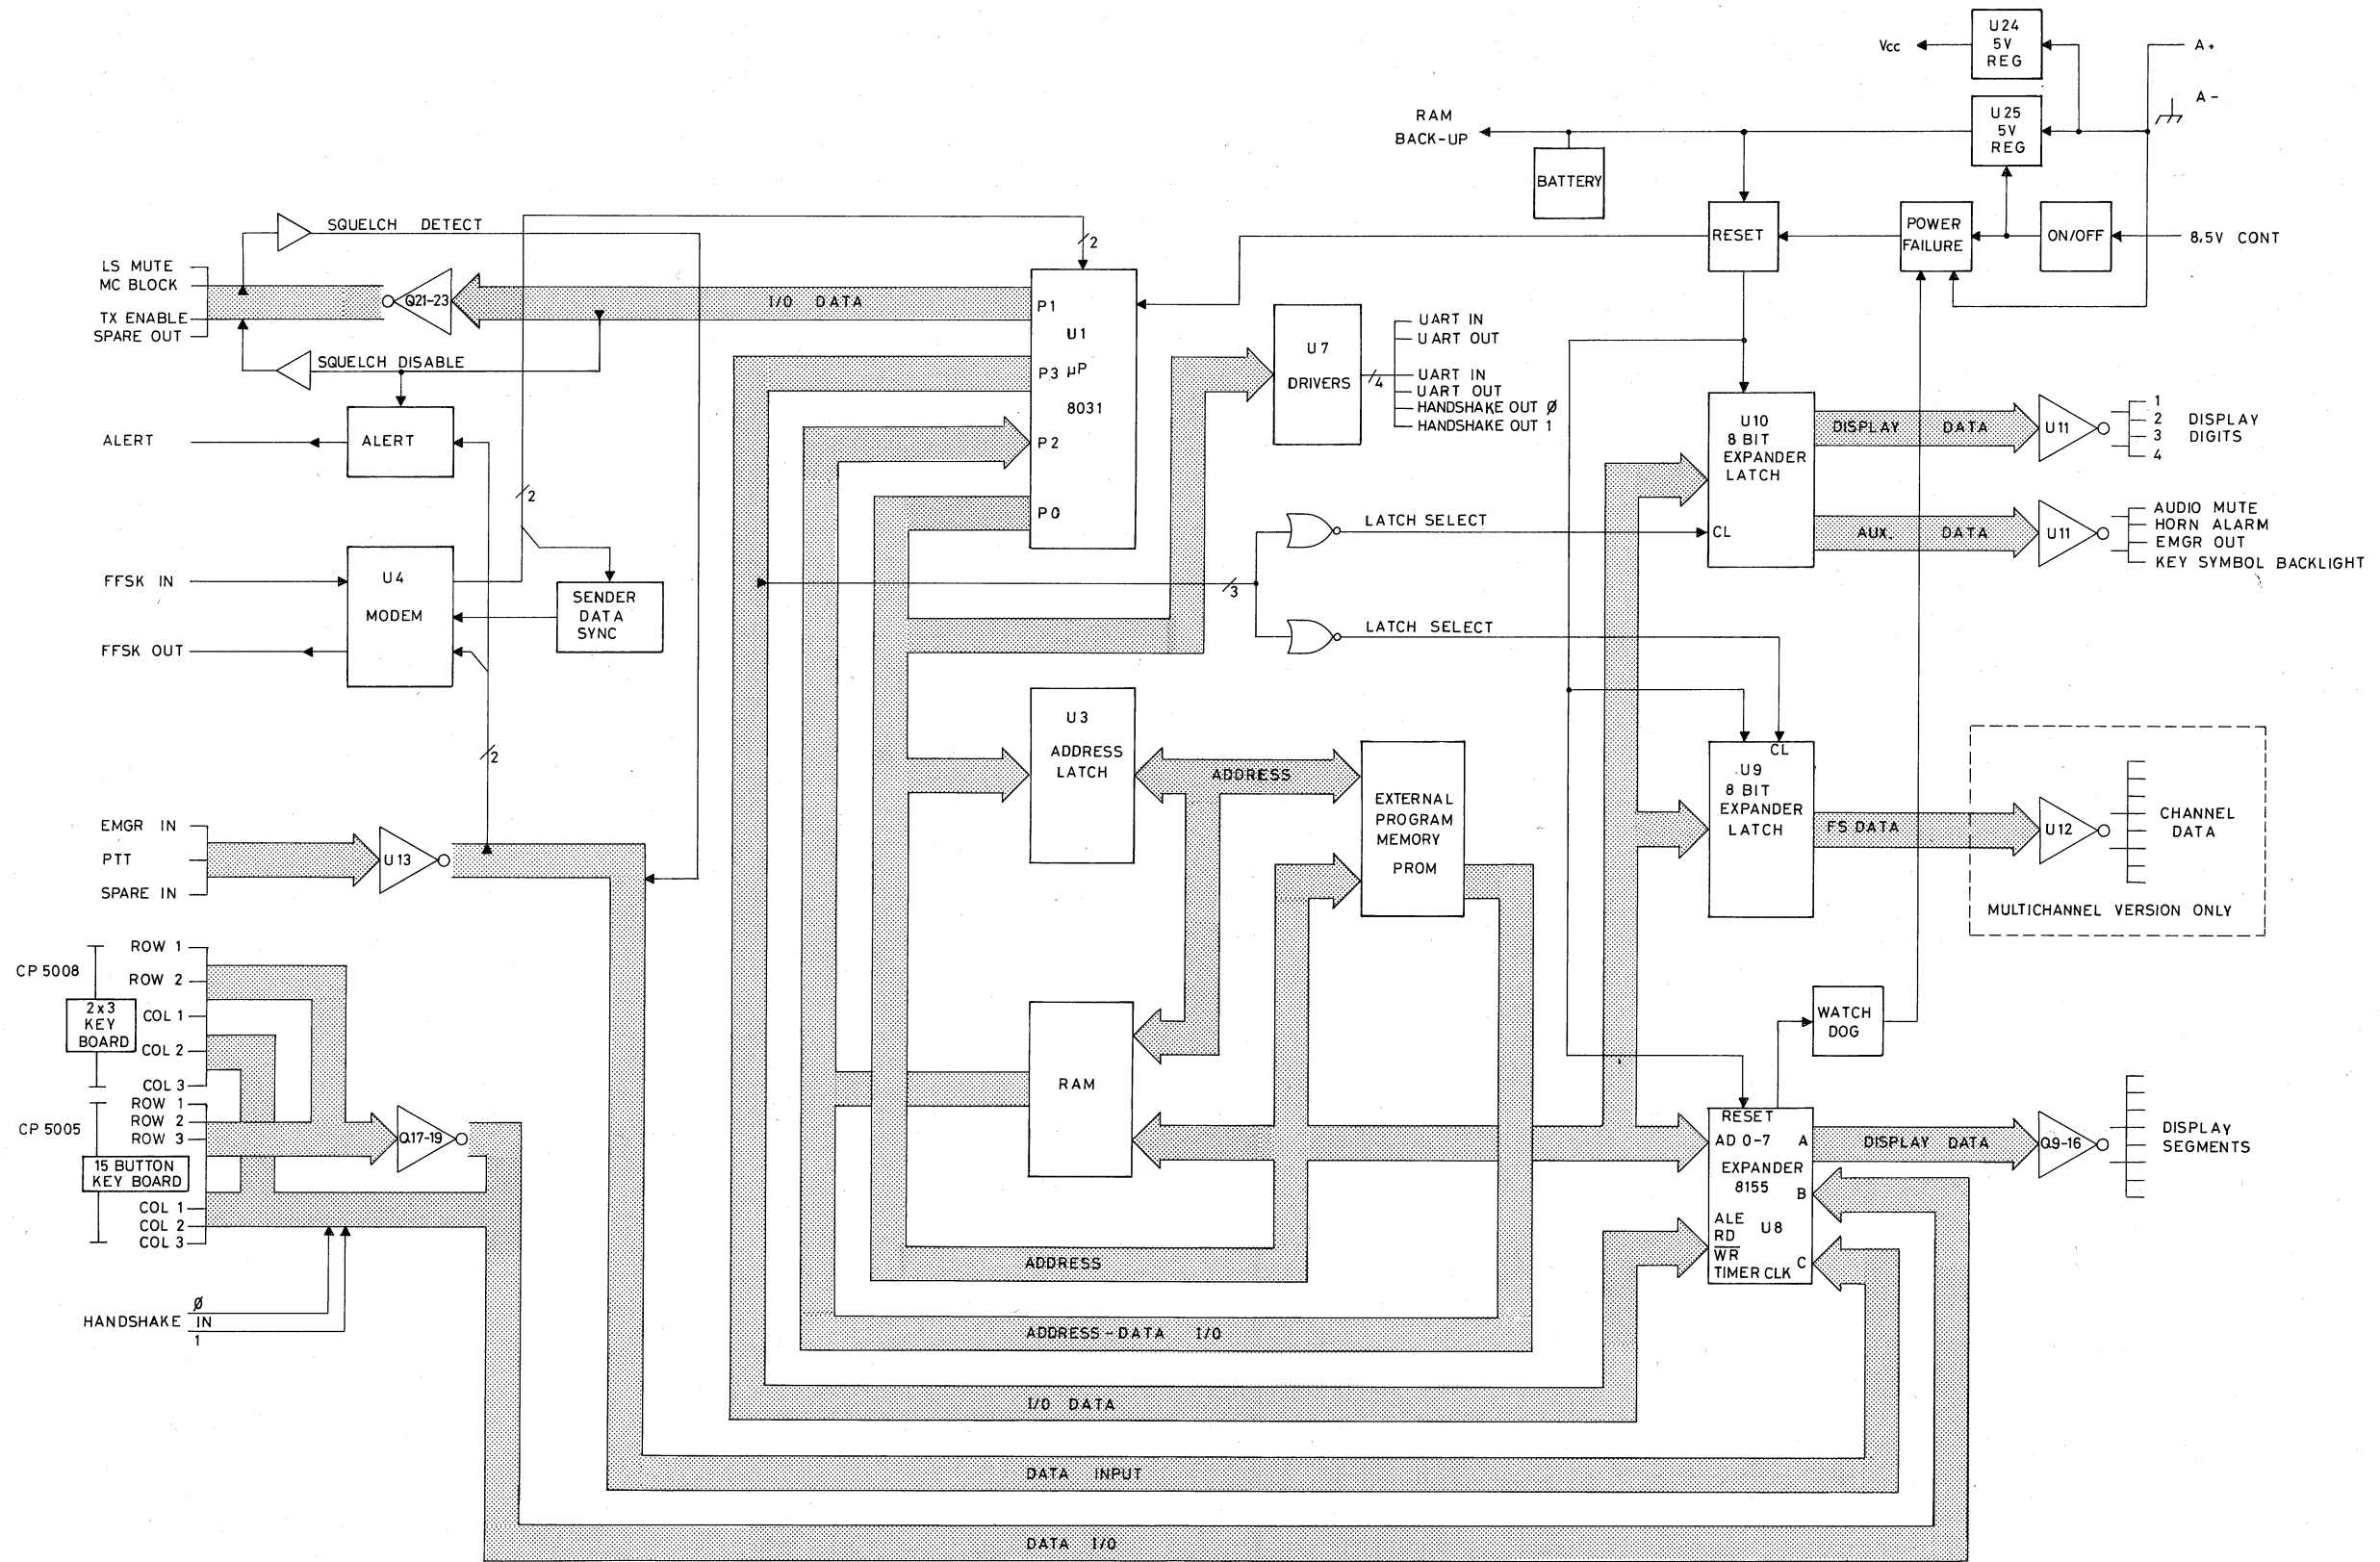 U24
5V
REG
Vcc
A+
A-
U25
5V
REG
RAM
BACK-UP
BATTERY
RESET
POWER
FAILURE
ON/OFF
8,5V CONT
SQUELCH DETECT
2
LS MUTE
MC BLOCK
TX ENABLE
SPARE OUT
Q21-23
I/O DATA
SQUELCH DISABLE
P1
U1
P3 µP
8031
P2
P0
U7
DRIVERS
4
UART IN
UART OUT
UART IN
UART OUT
HANDSHAKE OUT Ø
HANDSHAKE OUT 1
ALERT
ALERT
2
U10
8 BIT
EXPANDER
LATCH
CL
DISPLAY DATA
U11
1
2
3
4
DISPLAY
DIGITS
AUX. DATA
U11
AUDIO MUTE
HORN ALARM
EMGR OUT
KEY SYMBOL BACKLIGHT
LATCH SELECT
3
LATCH SELECT
FFSK IN
FFSK OUT
U4
MODEM
SENDER
DATA
SYNC
2
U3
ADDRESS
LATCH
ADDRESS
EXTERNAL
PROGRAM
MEMORY
PROM
CL
U9
8 BIT
EXPANDER
LATCH
FS DATA
U12
CHANNEL
DATA
MULTICHANNEL VERSION ONLY
EMGR IN
PTT
SPARE IN
U13
CP 5008
2x3
KEY
BOARD
ROW 1
ROW 2
COL 1
COL 2
COL 3
CP 5005
15 BUTTON
KEY BOARD
ROW 1
ROW 2
ROW 3
COL 1
COL 2
COL 3
Q17-19
HANDSHAKE IN
Ø
1
RAM
WATCH
DOG
RESET
AD 0-7 A
EXPANDER
8155
B
ALE U8
RD
WR
C
TIMER CLK
DISPLAY DATA
Q9-16
DISPLAY
SEGMENTS
ADDRESS
ADDRESS-DATA I/O
I/O DATA
DATA INPUT
DATA I/O